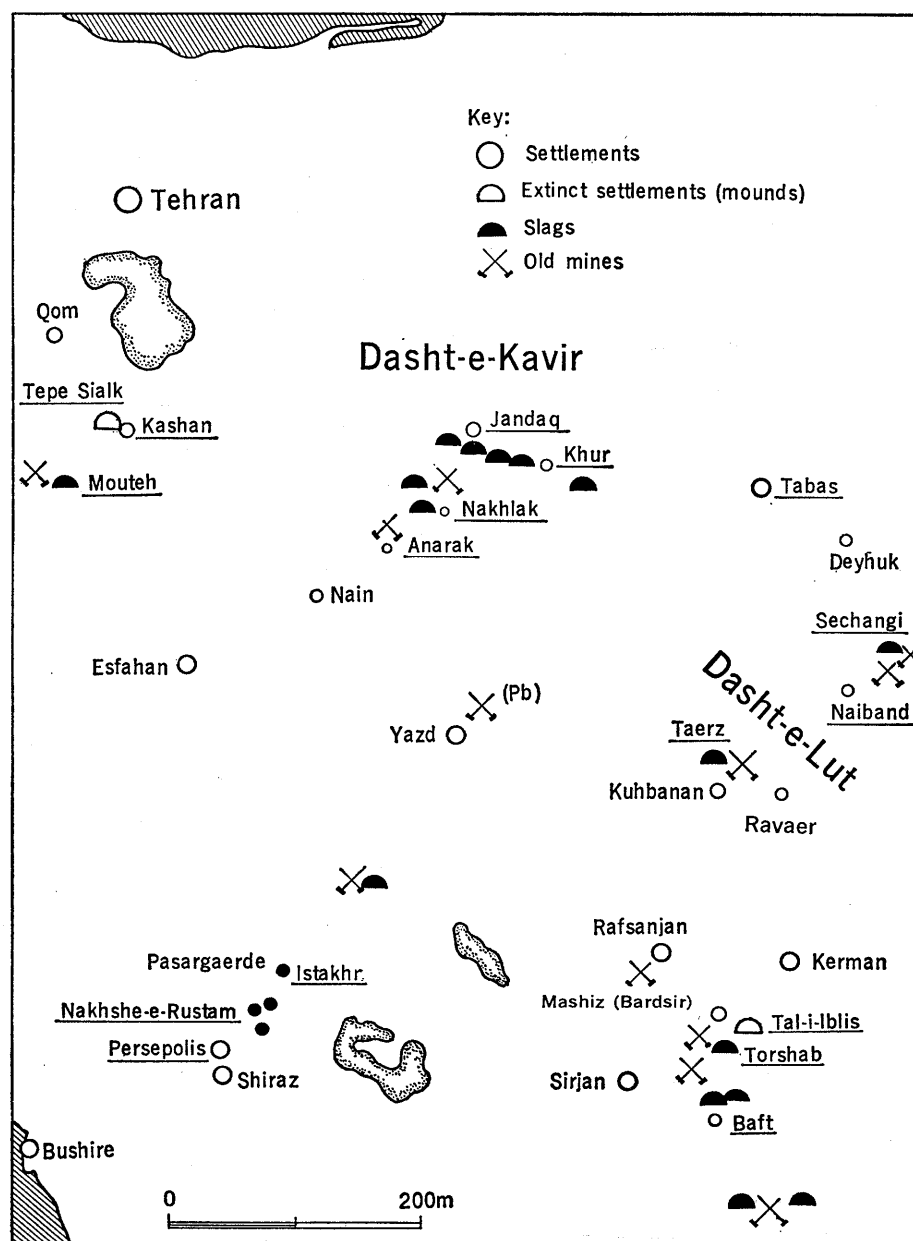 Key:
Settlements
Extinct settlements (mounds)
Slags
Old mines
Tehran
Qom
Dasht-e-Kavir
Tepe Sialk
Kashan
Jandaq
Khur
Mouteh
Tabas
Nakhlak
Anarak
Deyhuk
Nain
Sechangi
Esfahan
Dasht-e-Lut
(Pb)
Naiband
Yazd
Taerz
Kuhbanan
Ravaer
Rafsanjan
Pasargaerde
Istakhr
Kerman
Nakhshe-e-Rustam
Mashiz (Bardsir)
Tal-i-Iblis
Persepolis
Torshab
Shiraz
Sirjan
Baft
Bushire
0 200m